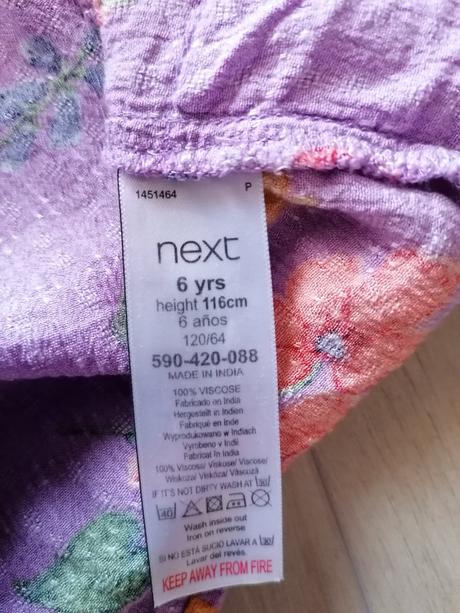 1451464 P
next
6 yrs
height 116cm
6 años
120/64
590-420-088
MADE IN INDIA
100% VISCOSE
Fabricado en India
Hergestellt in Indien
Fabriqué en Inde
Wyprodukowano w Indiach
Vyrobeno v Indii
Fabricat în India
100% Viscosa/ Viskose/ Viscose/
Wiskoza/ Viskóza/ Vâscoză
IF IT'S NOT DIRTY WASH AT 30
40
Wash inside out
Iron on reverse
SI NO ESTÁ SUCIO LAVAR A 30
Lavar del revés.
KEEP AWAY FROM FIRE